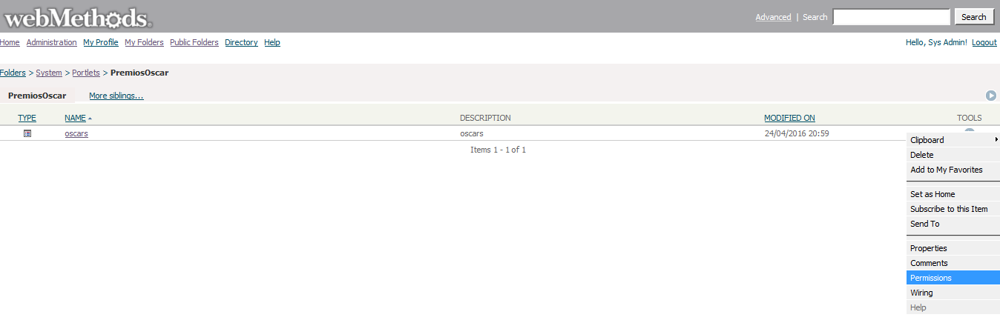 webMethods.
Advanced | Search Search
Home Administration My Profile My Folders Public Folders Directory Help Hello, Sys Admin! Logout
Folders > System > Portlets > PremiosOscar
PremiosOscar More siblings...
TYPE NAME DESCRIPTION MODIFIED ON TOOLS
oscars oscars 24/04/2016 20:59
Items 1 - 1 of 1
Clipboard
Delete
Add to My Favorites
Set as Home
Subscribe to this Item
Send To
Properties
Comments
Permissions
Wiring
Help